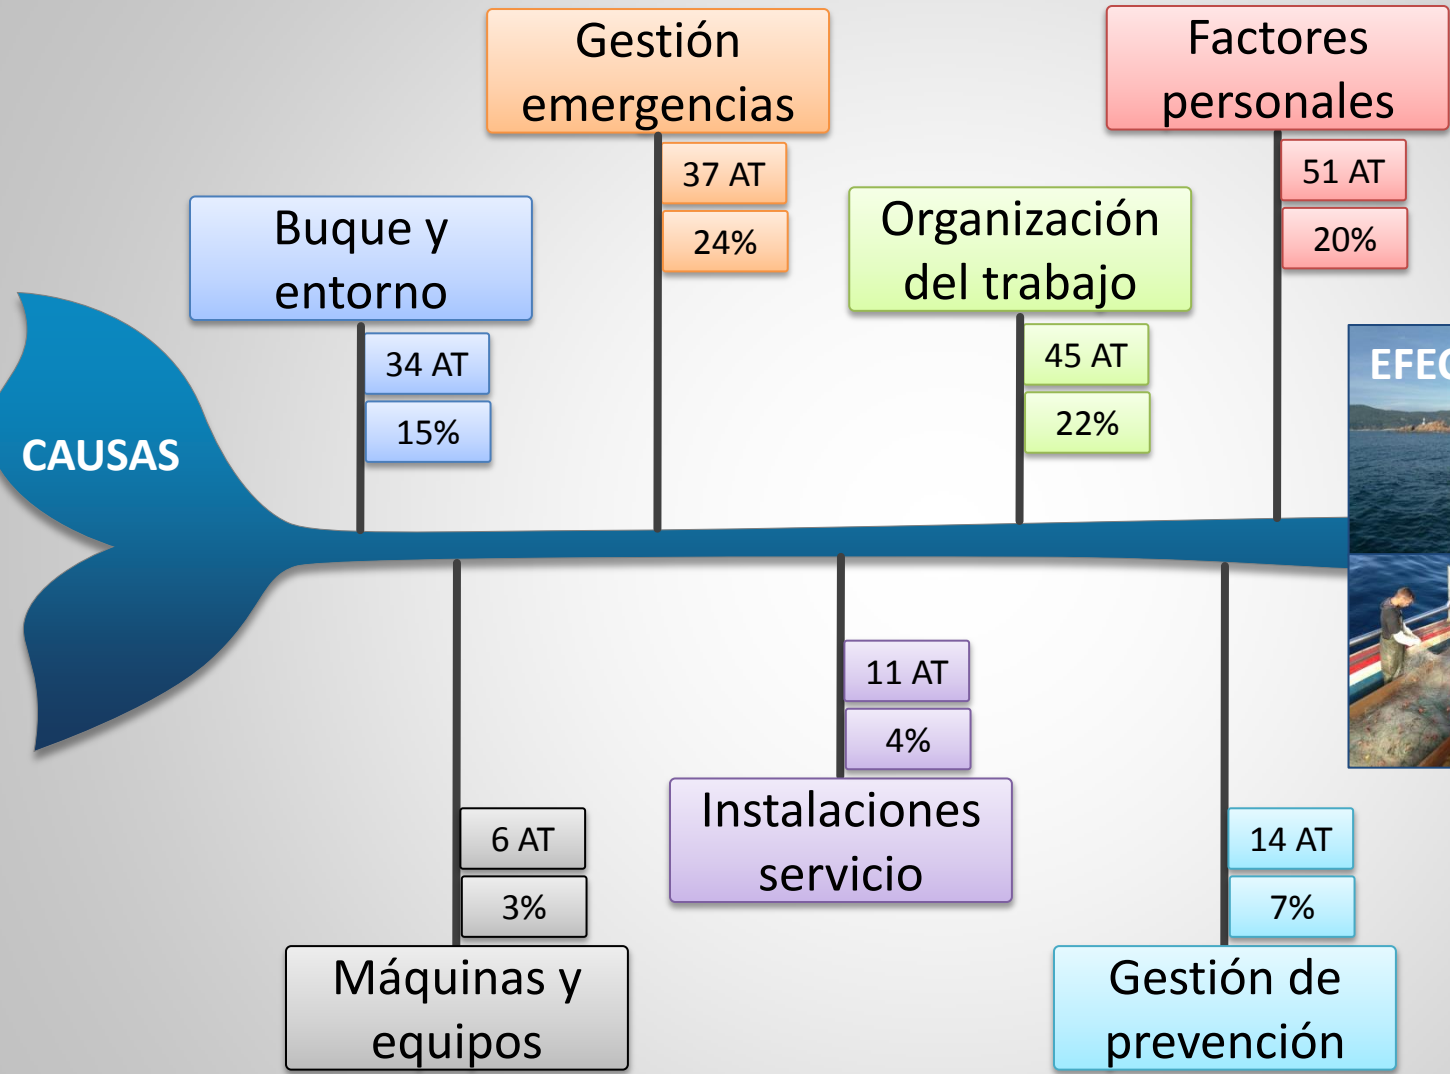 Gestión
emergencias
37 AT
24%
Factores
personales
51 AT
20%
Buque y
entorno
34 AT
15%
Organización
del trabajo
45 AT
22%
CAUSAS
11 AT
4%
Instalaciones
servicio
6 AT
3%
Máquinas y
equipos
14 AT
7%
Gestión de
prevención